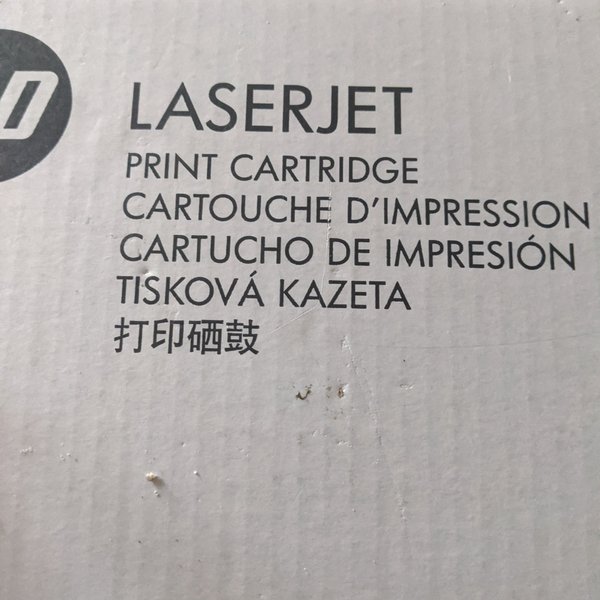 LASERJET
PRINT CARTRIDGE
CARTOUCHE D'IMPRESSION
CARTUCHO DE IMPRESIÓN
TISKOVÁ KAZETA
打印硒鼓